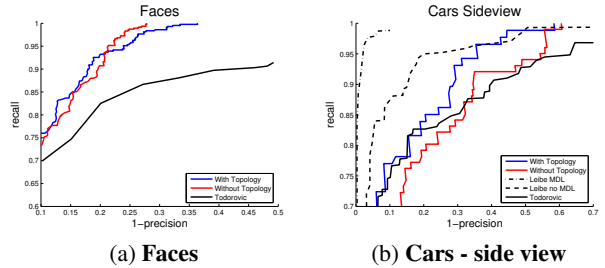 Faces
1
0.95
0.9
0.85
0.8
0.75
0.7
0.65
0.6
recall
With Topology
Without Topology
Todorovic
0.1 0.15 0.2 0.25 0.3 0.35 0.4 0.45 0.5
1−precision
(a) Faces
Cars Sideview
1
0.95
0.9
0.85
0.8
0.75
0.7
recall
With Topology
Without Topology
Leibe MDL
Leibe no MDL
Todorovic
0 0.1 0.2 0.3 0.4 0.5 0.6 0.7
1−precision
(b) Cars - side view